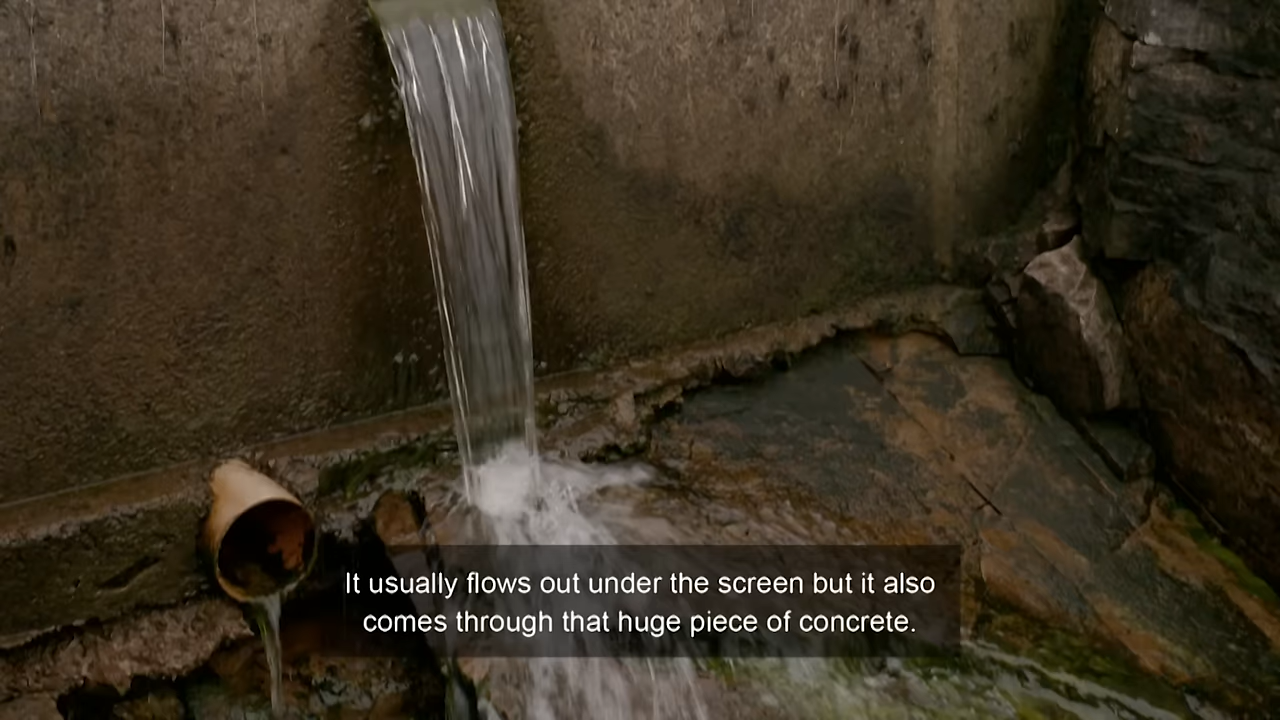 It usually flows out under the screen but it also
comes through that huge piece of concrete.